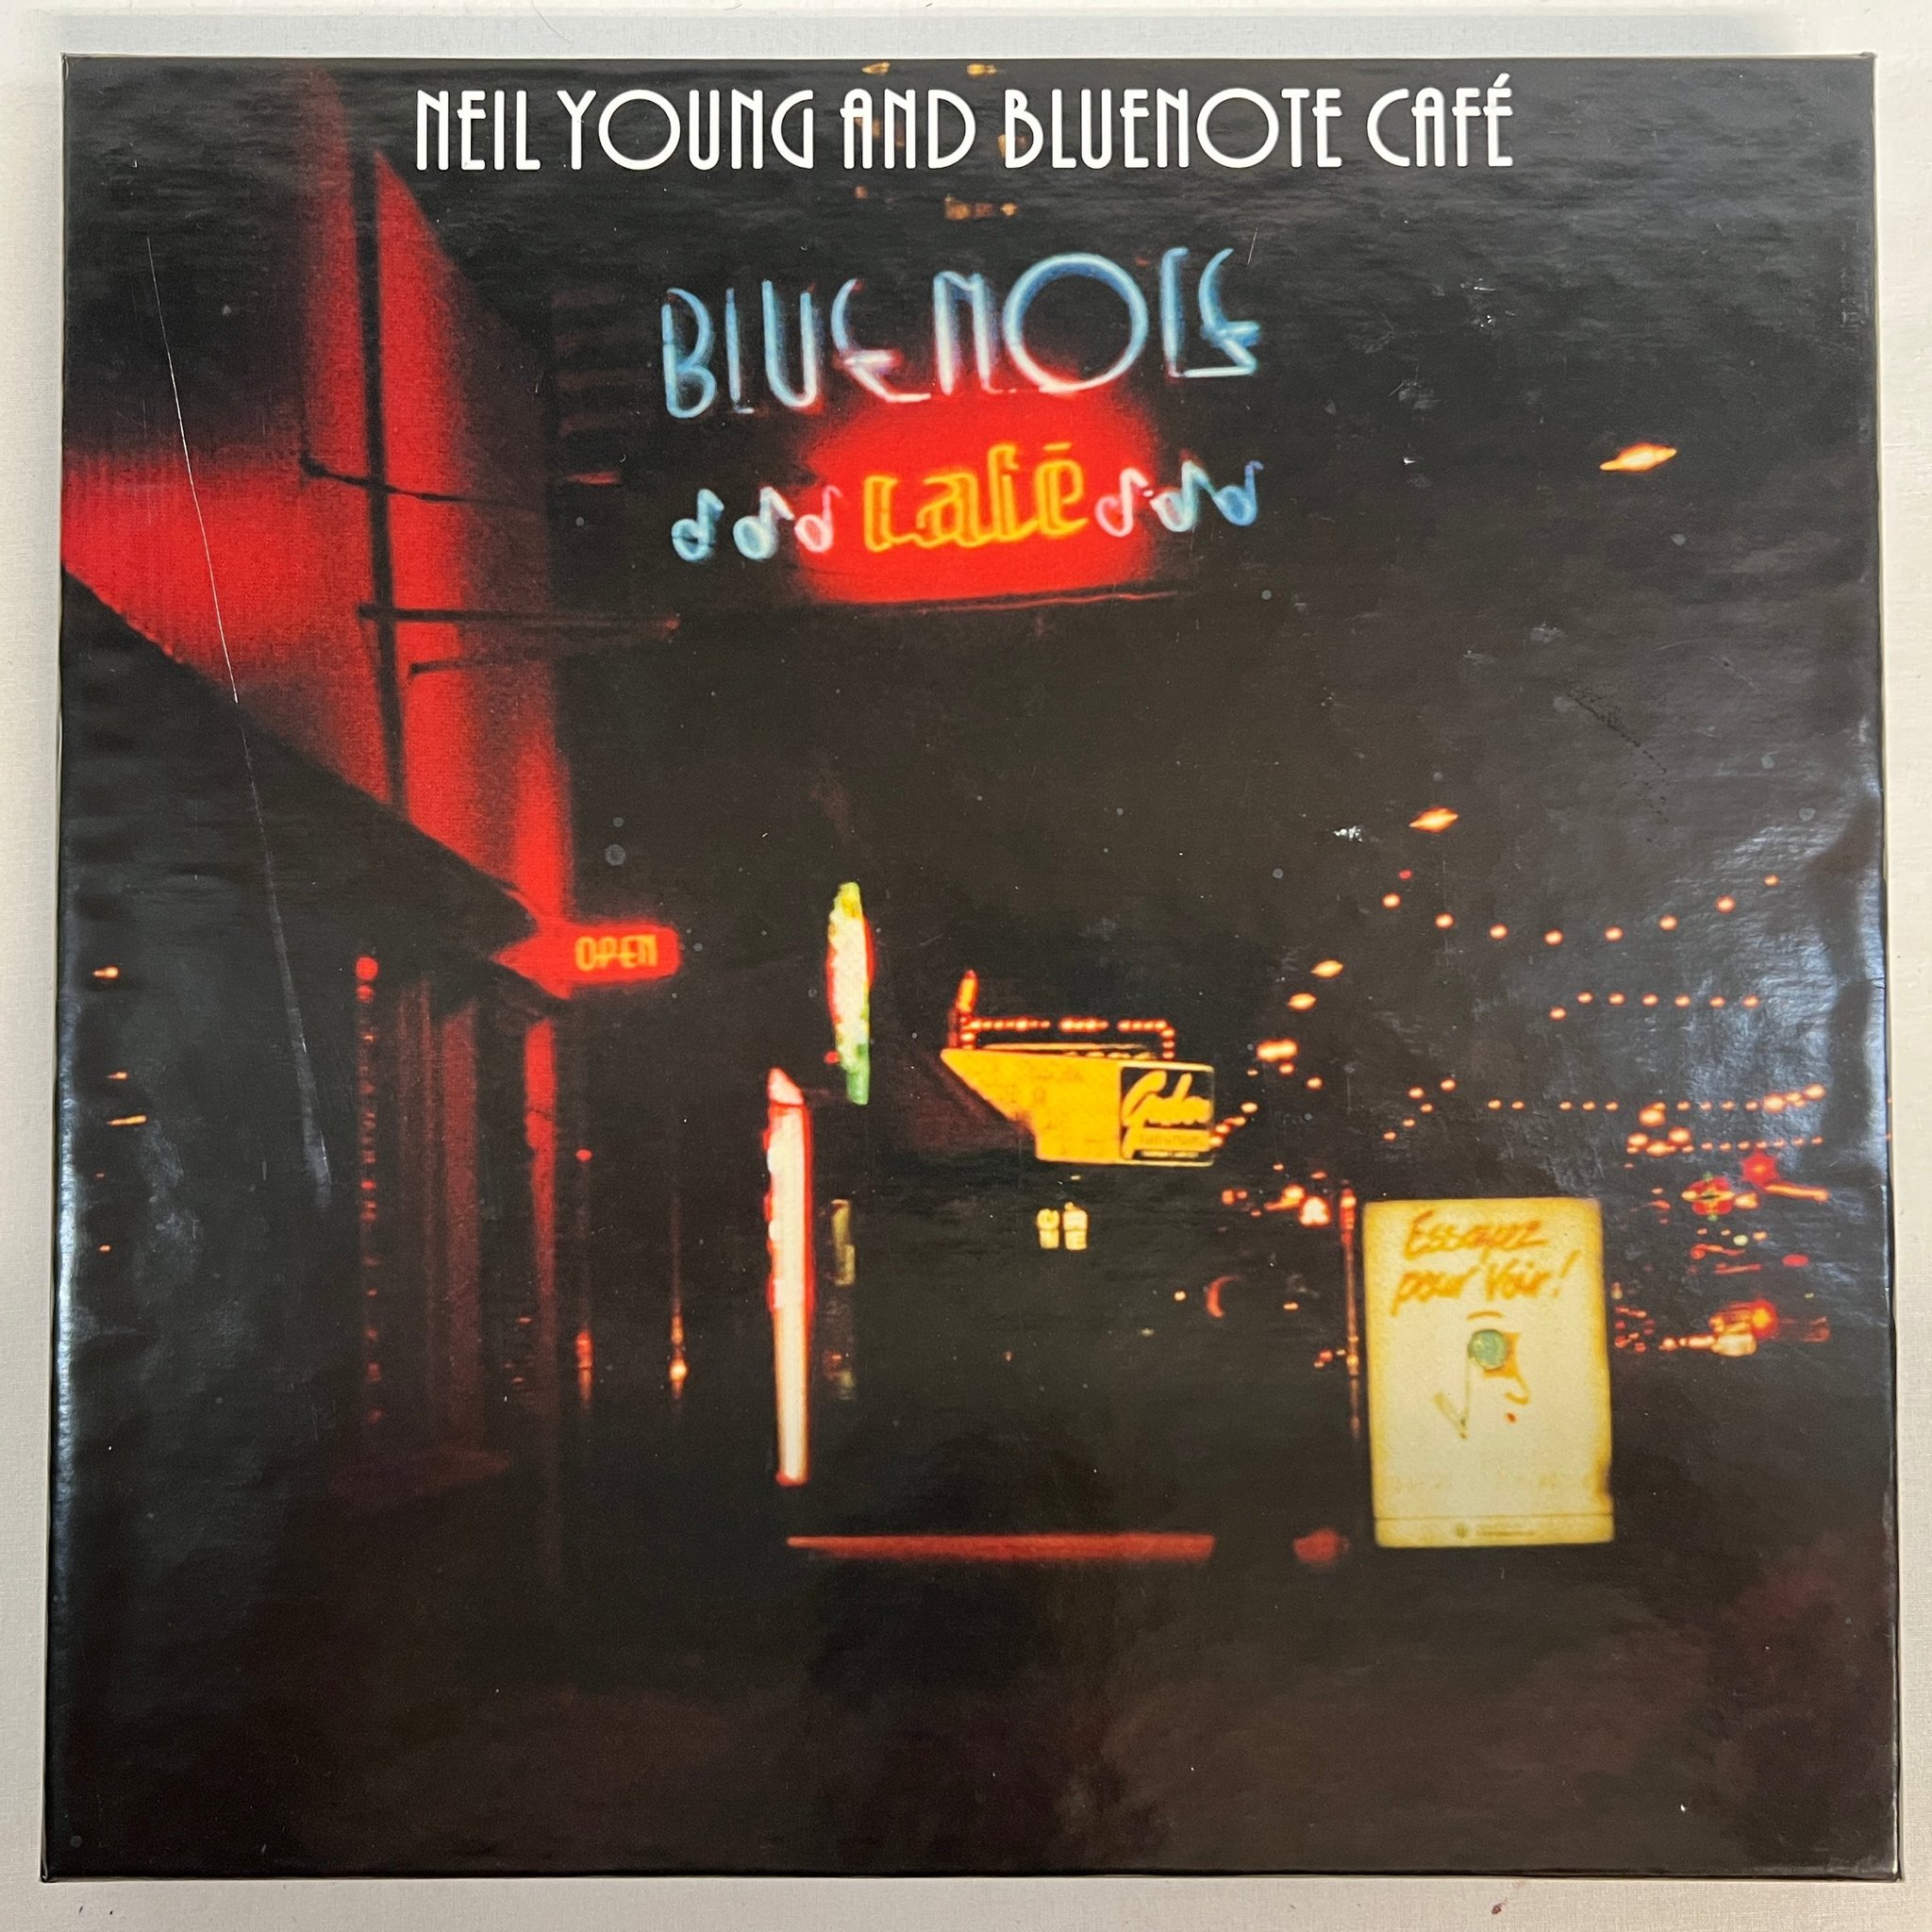 NEIL YOUNG AND BLUENOTE CAFÉ
BLUENOTE
café
OPEN
Essayez
pour Voir!